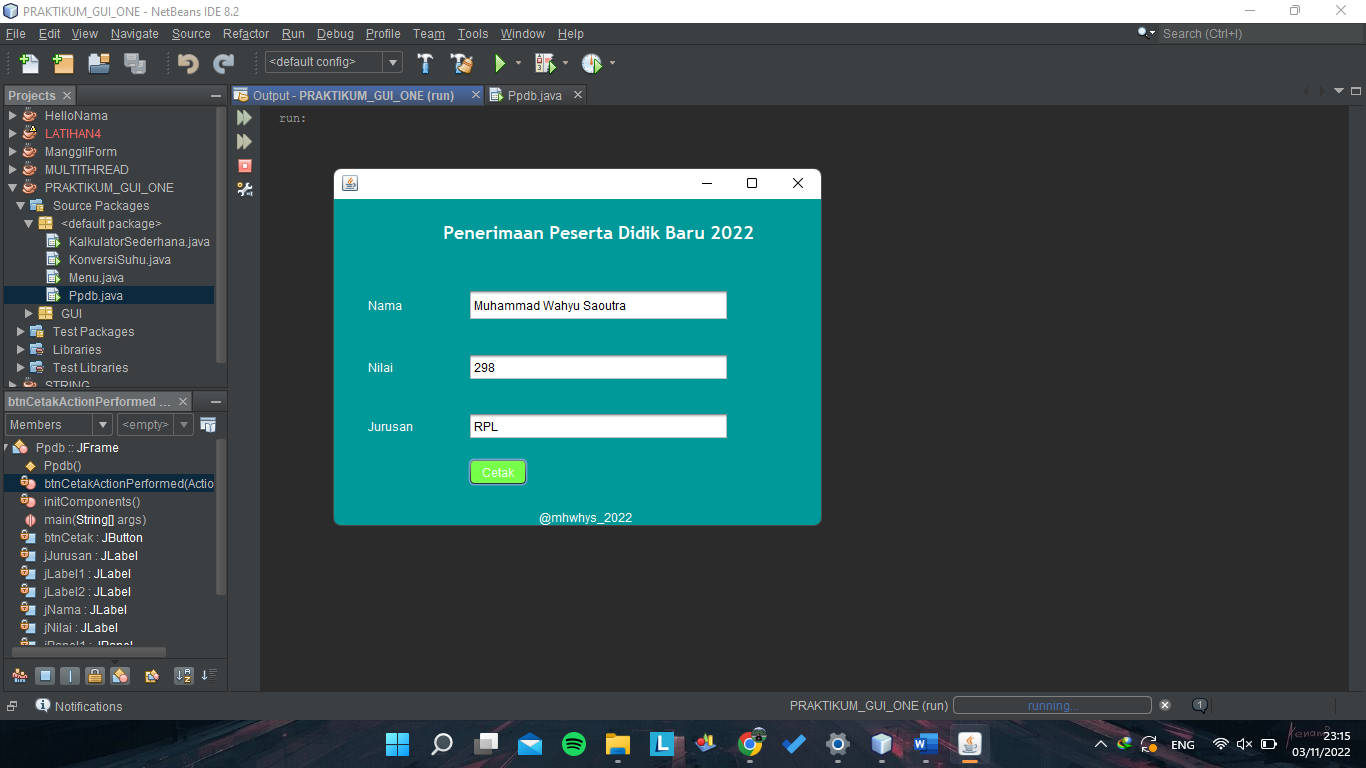 PRAKTIKUM_GUI_ONE - NetBeans IDE 8.2
File Edit View Navigate Source Refactor Run Debug Profile Team Tools Window Help
Search (Ctrl+I)
<default config>
Projects
Output - PRAKTIKUM_GUI_ONE (run)
Ppdb.java
HelloNama
LATIHAN4
ManggilForm
MULTITHREAD
PRAKTIKUM_GUI_ONE
Source Packages
<default package>
KalkulatorSederhana.java
KonversiSuhu.java
Menu.java
Ppdb.java
GUI
Test Packages
Libraries
Test Libraries
STRING
run:
Penerimaan Peserta Didik Baru 2022
Nama
Muhammad Wahyu Saoutra
Nilai
298
Jurusan
RPL
Cetak
@mhwhys_2022
btnCetakActionPerformed ...
Members
<empty>
Ppdb :: JFrame
Ppdb()
btnCetakActionPerformed(Actio
initComponents()
main(String[] args)
btnCetak : JButton
jJurusan : JLabel
jLabel1 : JLabel
jLabel2 : JLabel
jNama : JLabel
jNilai : JLabel
jPanel1 : JPanel
Notifications
PRAKTIKUM_GUI_ONE (run)
running...
1
ENG
23:15
03/11/2022